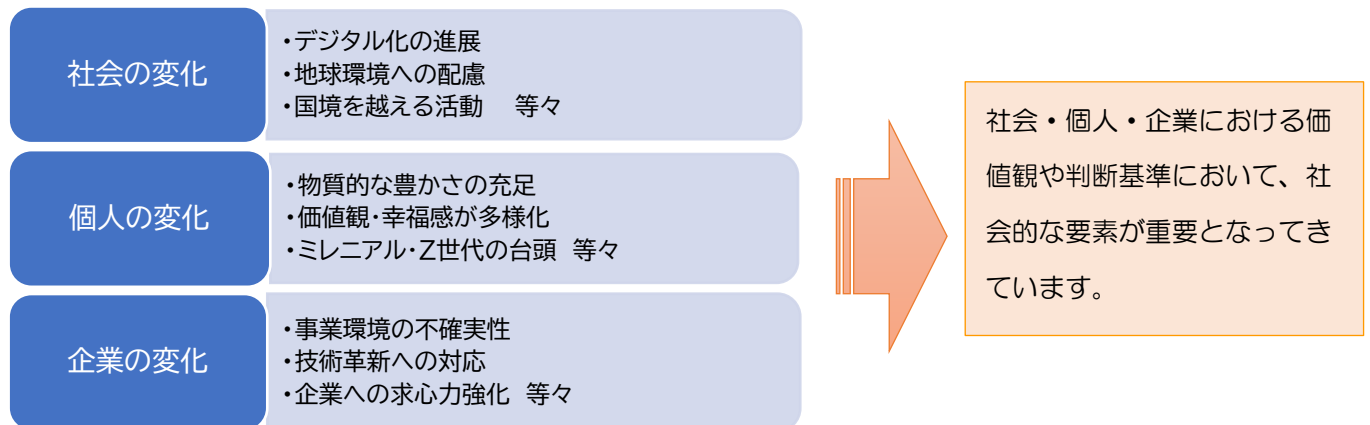 社会の変化
・デジタル化の進展
・地球環境への配慮
・国境を越える活動　等々
個人の変化
・物質的な豊かさの充足
・価値観・幸福感が多様化
・ミレニアル・Z世代の台頭 等々
企業の変化
・事業環境の不確実性
・技術革新への対応
・企業への求心力強化 等々
社会・個人・企業における価
値観や判断基準において、社
会的な要素が重要となってき
ています。